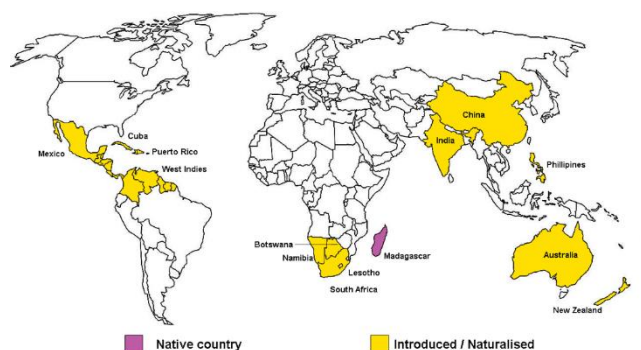 China
Cuba
India
Mexico
Puerto Rico
West Indies
Phillipines
Botswana
Namibia
Madagascar
Australia
Lesotho
South Africa
New Zealand
Native country
Introduced / Naturalised